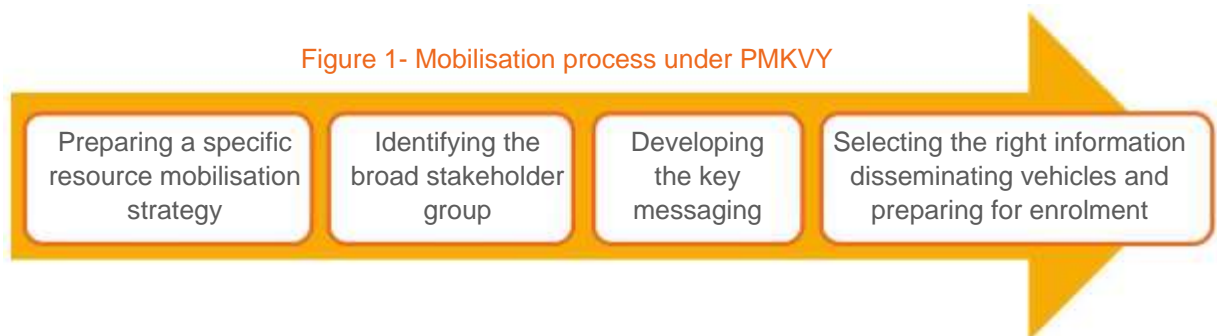 Figure 1- Mobilisation process under PMKVY
Preparing a specific
resource mobilisation
strategy
Identifying the
broad stakeholder
group
Developing
the key
messaging
Selecting the right information
disseminating vehicles and
preparing for enrolment